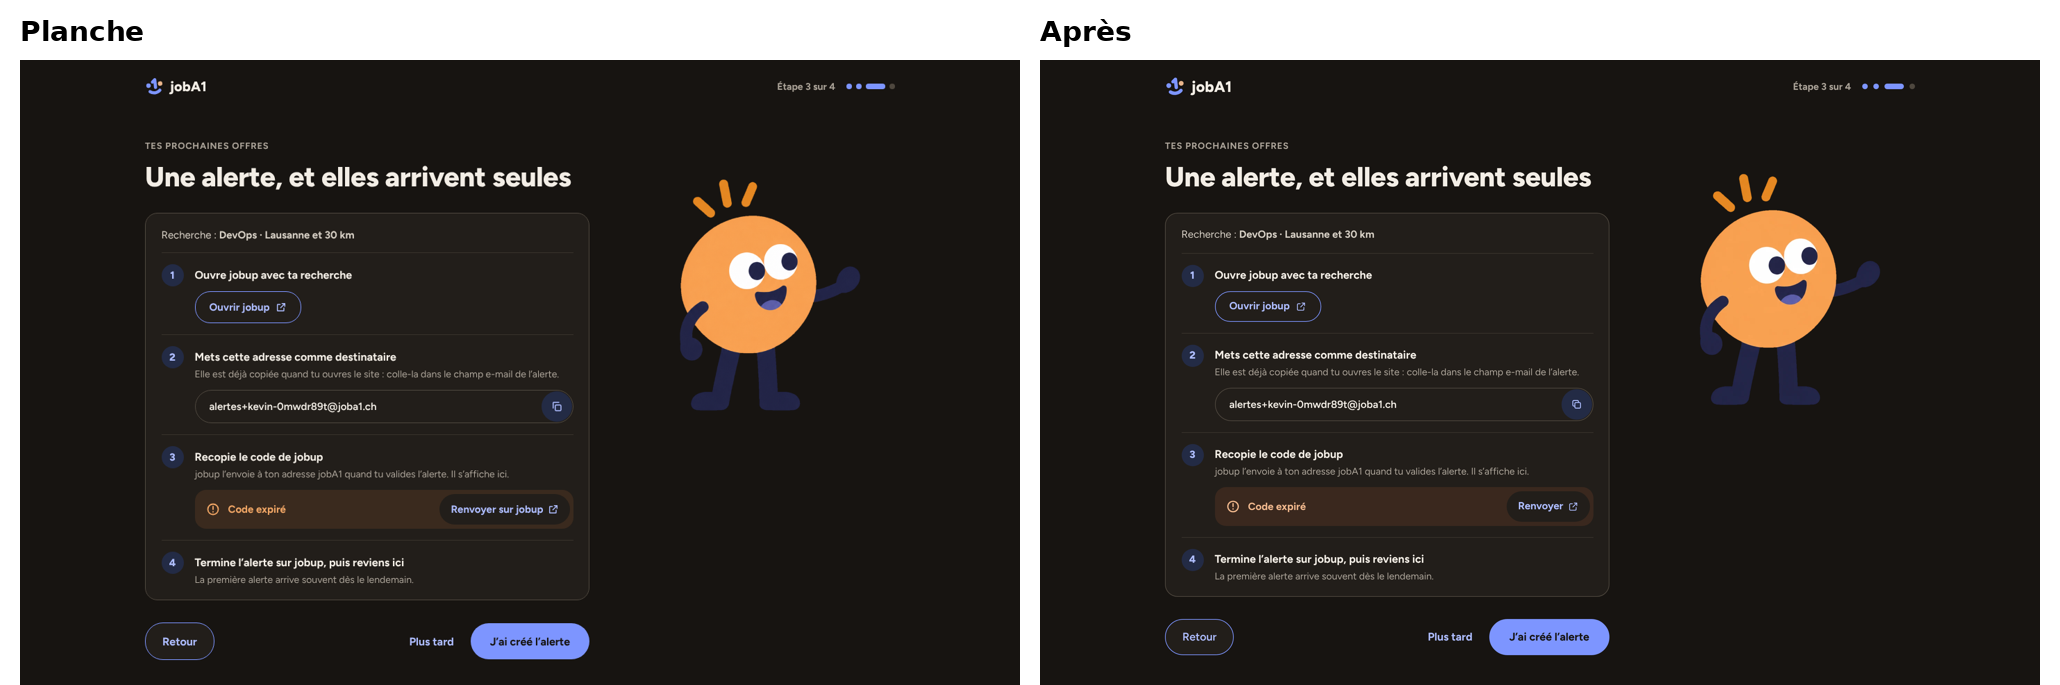 Planche
jobA1
Étape 3 sur 4
TES PROCHAINES OFFRES
Une alerte, et elles arrivent seules
Recherche : DevOps · Lausanne et 30 km
1
Ouvre jobup avec ta recherche
Ouvrir jobup
2
Mets cette adresse comme destinataire
Elle est déjà copiée quand tu ouvres le site : colle-la dans le champ e-mail de l’alerte.
alertes+kevin-0mwdr89t@joba1.ch
3
Recopie le code de jobup
jobup l’envoie à ton adresse jobA1 quand tu valides l’alerte. Il s’affiche ici.
Code expiré
Renvoyer sur jobup
4
Termine l’alerte sur jobup, puis reviens ici
La première alerte arrive souvent dès le lendemain.
Retour
Plus tard
J’ai créé l’alerte
Après
jobA1
Étape 3 sur 4
TES PROCHAINES OFFRES
Une alerte, et elles arrivent seules
Recherche : DevOps · Lausanne et 30 km
1
Ouvre jobup avec ta recherche
Ouvrir jobup
2
Mets cette adresse comme destinataire
Elle est déjà copiée quand tu ouvres le site : colle-la dans le champ e-mail de l’alerte.
alertes+kevin-0mwdr89t@joba1.ch
3
Recopie le code de jobup
jobup l’envoie à ton adresse jobA1 quand tu valides l’alerte. Il s’affiche ici.
Code expiré
Renvoyer
4
Termine l’alerte sur jobup, puis reviens ici
La première alerte arrive souvent dès le lendemain.
Retour
Plus tard
J’ai créé l’alerte